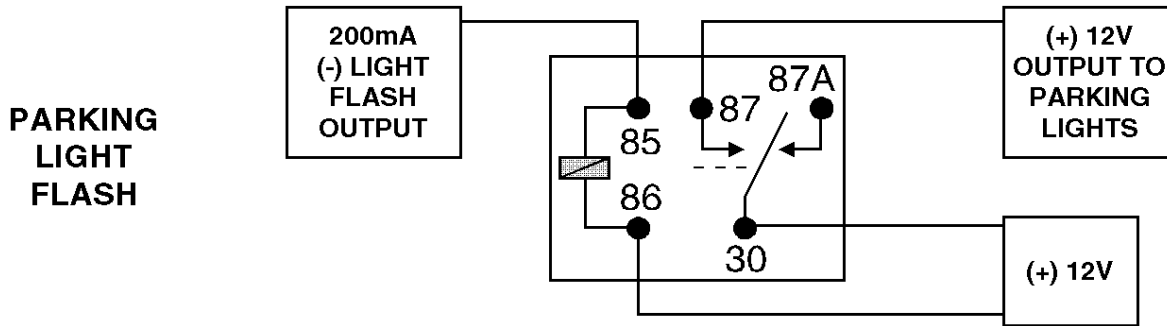 PARKING
LIGHT
FLASH
200mA
(-) LIGHT
FLASH
OUTPUT
85
86
87
87A
30
(+) 12V
OUTPUT TO
PARKING
LIGHTS
(+) 12V